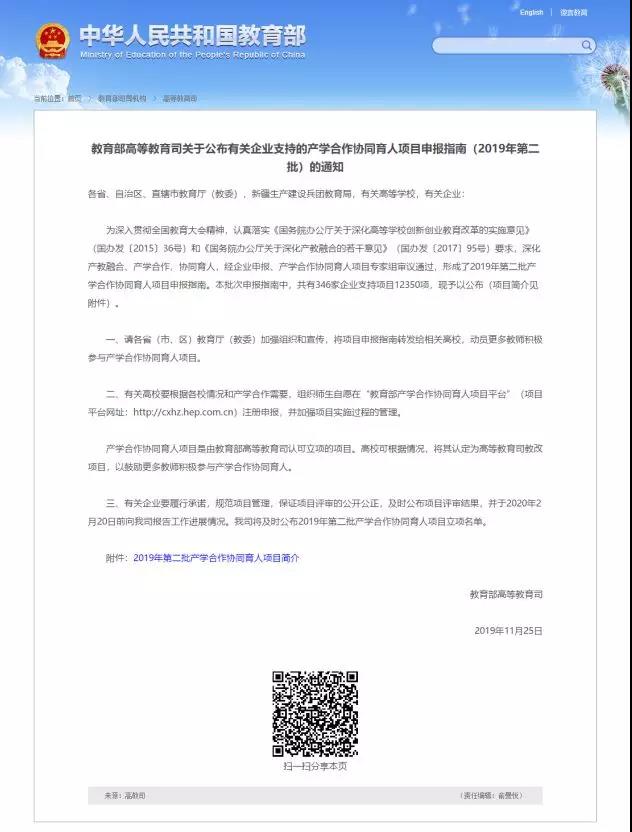 English | 语言教育
中华人民共和国教育部
Ministry of Education of the People's Republic of China
当前位置：首页 > 教育部司局机构 > 高等教育司
教育部高等教育司关于公布有关企业支持的产学合作协同育人项目申报指南（2019年第二
批）的通知
各省、自治区、直辖市教育厅（教委），新疆生产建设兵团教育局，有关高等学校，有关企业：
为深入贯彻全国教育大会精神，认真落实《国务院办公厅关于深化高等学校创新创业教育改革的实施意见》
（国办发〔2015〕36号）和《国务院办公厅关于深化产教融合的若干意见》（国办发〔2017〕95号）要求，深化
产教融合、产学合作，协同育人，经企业申报、产学合作协同育人项目专家组审议通过，形成了2019年第二批产
学合作协同育人项目申报指南。本批次申报指南中，共有346家企业支持项目12350项，现予以公布（项目简介见
附件）。
一、请各省（市、区）教育厅（教委）加强组织和宣传，将项目申报指南转发给相关高校，动员更多教师积极
参与产学合作协同育人项目。
二、有关高校要根据各校情况和产学合作需要，组织师生自愿在“教育部产学合作协同育人项目平台”（项目
平台网址：http://cxhz.hep.com.cn）注册申报，并加强项目实施过程的管理。
产学合作协同育人项目是由教育部高等教育司认可立项的项目。高校可根据情况，将其认定为高等教育司教改
项目，以鼓励更多教师积极参与产学合作协同育人。
三、有关企业要履行承诺，规范项目管理，保证项目评审的公开公正，及时公布项目评审结果，并于2020年2
月20日前向我司报告工作进展情况。我司将及时公布2019年第二批产学合作协同育人项目立项名单。
附件：2019年第二批产学合作协同育人项目简介
教育部高等教育司
2019年11月25日
扫一扫分享本页
来源：高教司 （责任编辑：俞曼悦）